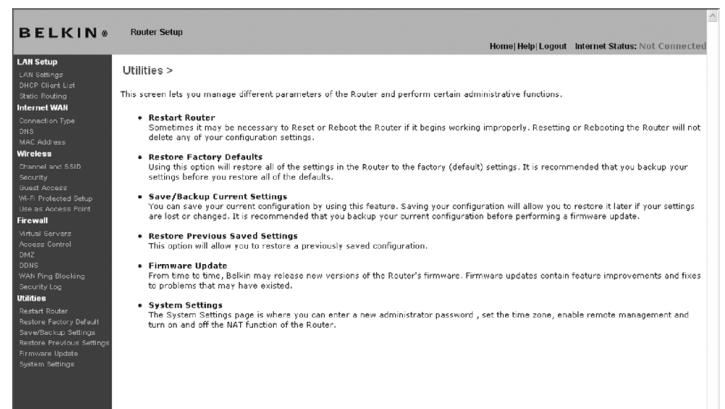 BELKIN
Router Setup
Home|Help|Logout Internet Status: Not Connected
LAN Setup
LAN Settings
DHCP Client List
Static Routing
Internet WAN
Connection Type
DNS
MAC Address
Wireless
Channel and SSID
Security
Guest Access
Wi-Fi Protected Setup
Use as Access Point
Firewall
Virtual Servers
Access Control
DMZ
DDNS
WAN Ping Blocking
Security Log
Utilities
Restart Router
Restore Factory Default
Save/Backup Settings
Restore Previous Settings
Firmware Update
System Settings
Utilities >
This screen lets you manage different parameters of the Router and perform certain administrative functions.
• Restart Router
Sometimes it may be necessary to Reset or Reboot the Router if it begins working improperly. Resetting or Rebooting the Router will not
delete any of your configuration settings.
• Restore Factory Defaults
Using this option will restore all of the settings in the Router to the factory (default) settings. It is recommended that you backup your
settings before you restore all of the defaults.
• Save/Backup Current Settings
You can save your current configuration by using this feature. Saving your configuration will allow you to restore it later if your settings
are lost or changed. It is recommended that you backup your current configuration before performing a firmware update.
• Restore Previous Saved Settings
This option will allow you to restore a previously saved configuration.
• Firmware Update
From time to time, Belkin may release new versions of the Router's firmware. Firmware updates contain feature improvements and fixes
to problems that may have existed.
• System Settings
The System Settings page is where you can enter a new administrator password , set the time zone, enable remote management and
turn on and off the NAT function of the Router.